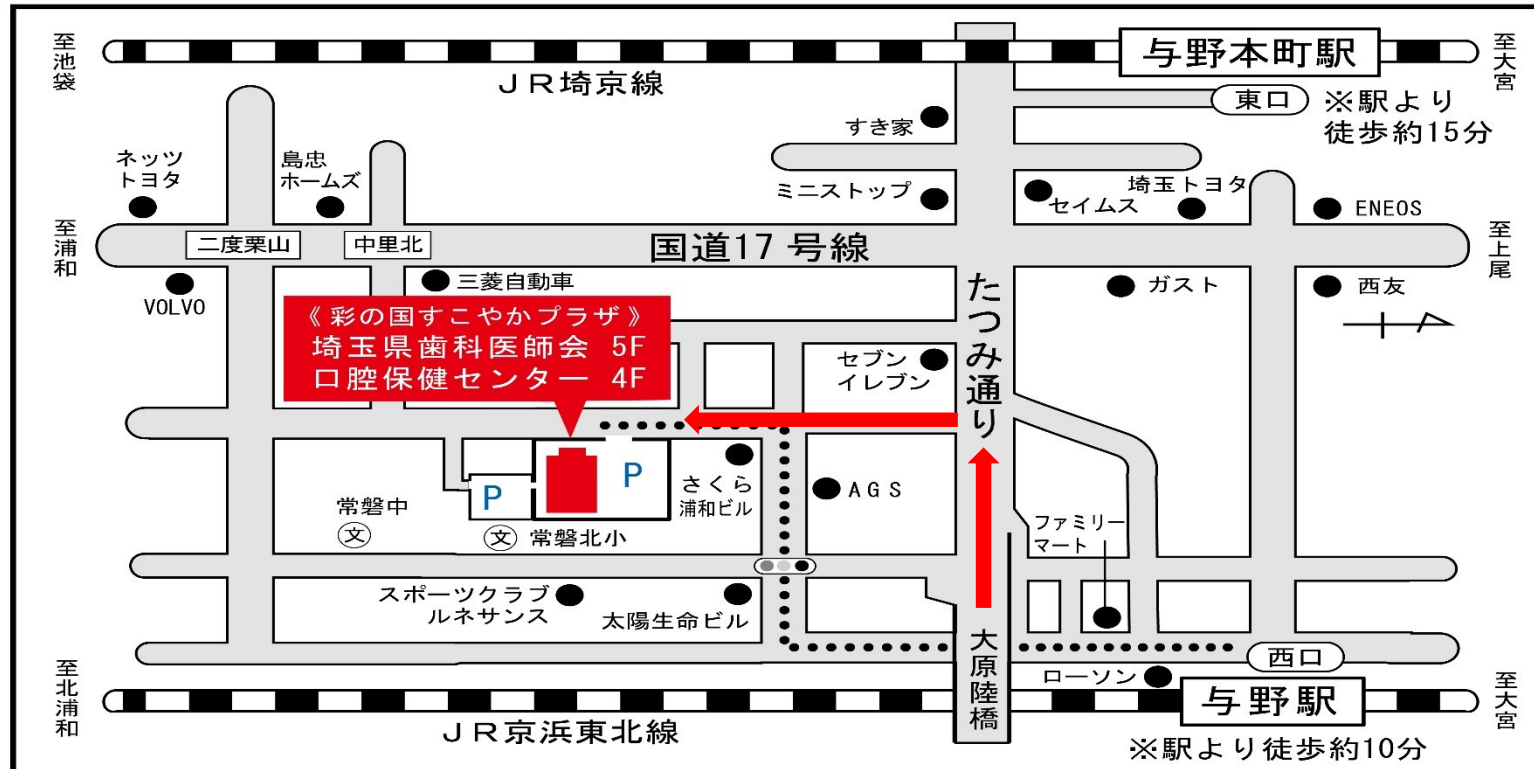 至池袋
JR埼京線
与野本町駅
至大宮
東口
※駅より
徒歩約15分
すき家
ネッツ
トヨタ
島忠
ホームズ
ミニストップ
セイムス
埼玉トヨタ
ENEOS
至浦和
二度栗山
中里北
国道17号線
至上尾
VOLVO
三菱自動車
たつみ通り
ガスト
西友
《彩の国すこやかプラザ》
埼玉県歯科医師会 5F
口腔保健センター 4F
セブン
イレブン
P
P
さくら
浦和ビル
AGS
常磐中
文
文
常磐北小
ファミリー
マート
スポーツクラブ
ルネサンス
太陽生命ビル
大原陸橋
西口
ローソン
至北浦和
JR京浜東北線
与野駅
至大宮
※駅より徒歩約10分